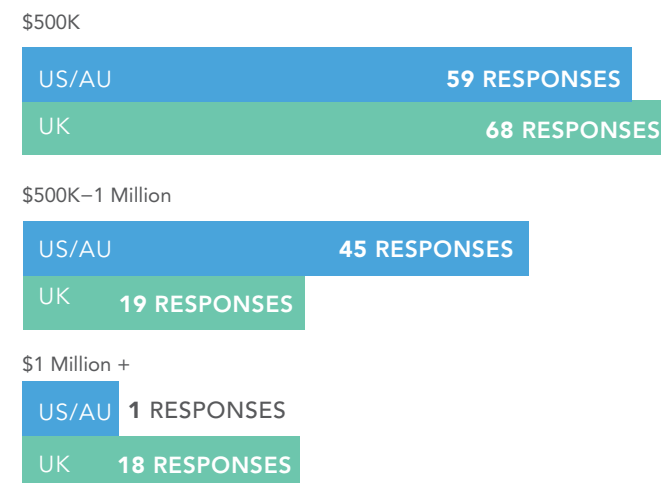 $500K
US/AU 59 RESPONSES
UK 68 RESPONSES
$500K–1 Million
US/AU 45 RESPONSES
UK 19 RESPONSES
$1 Million +
US/AU 1 RESPONSES
UK 18 RESPONSES